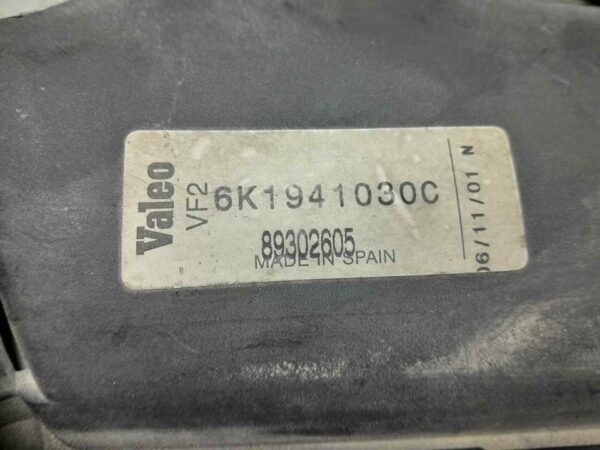 Valeo
VF2
6K1941030C
89302605
MADE IN SPAIN
06/11/01 N